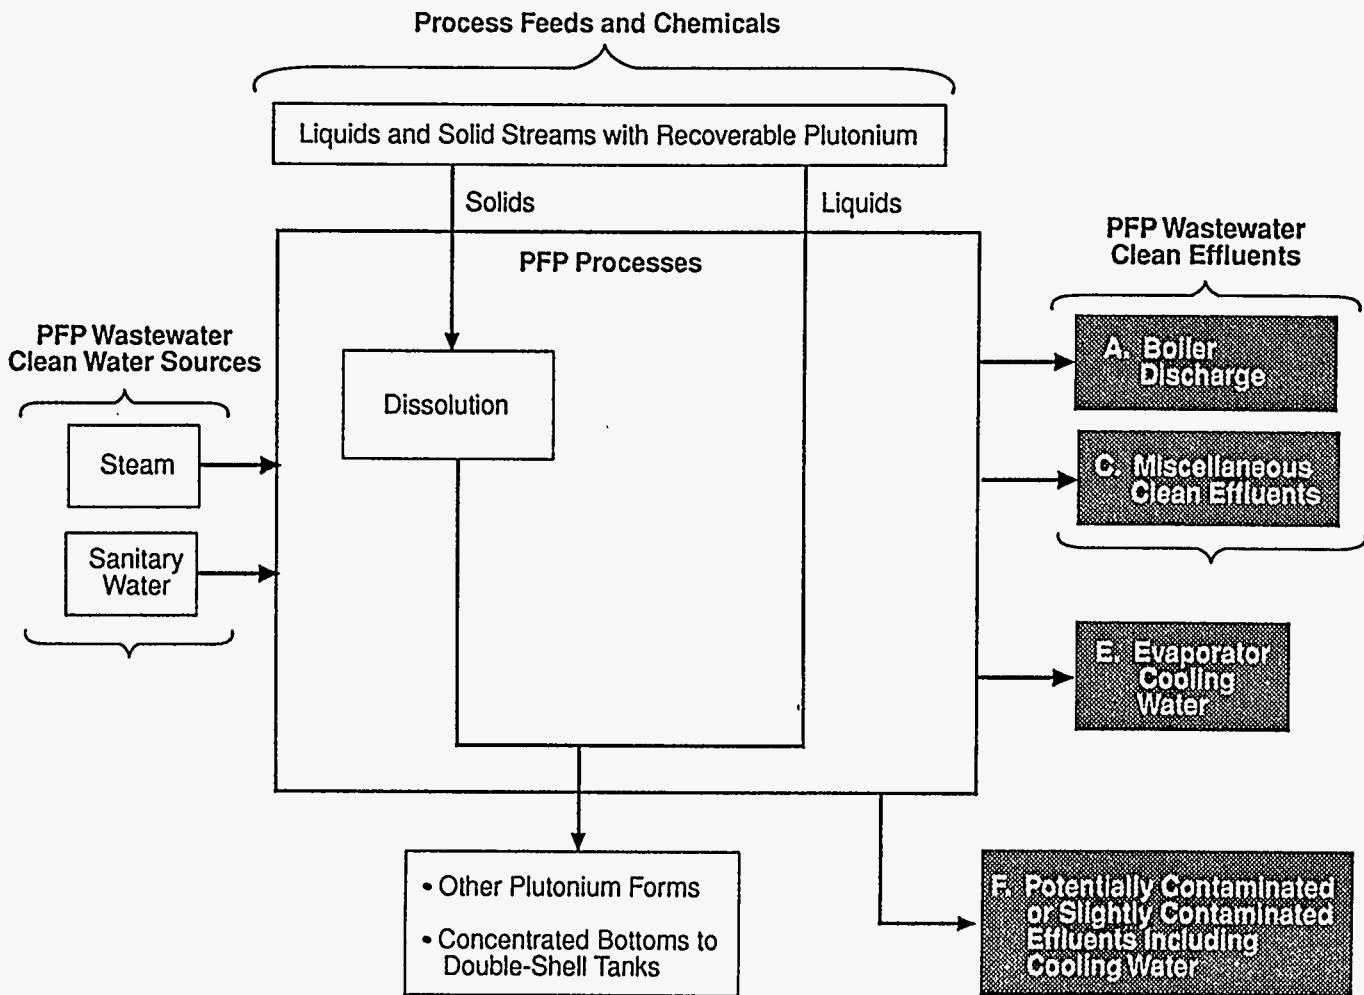 Process Feeds and Chemicals
Liquids and Solid Streams with Recoverable Plutonium
Solids
Liquids
PFP Processes
PFP Wastewater
Clean Water Sources
Steam
Sanitary
Water
Dissolution
PFP Wastewater
Clean Effluents
A. Boiler
Discharge
C. Miscellaneous
Clean Effluents
E. Evaporator
Cooling
Water
F. Potentially Contaminated
or Slightly Contaminated
Effluents Including
Cooling Water
• Other Plutonium Forms
• Concentrated Bottoms to
Double-Shell Tanks